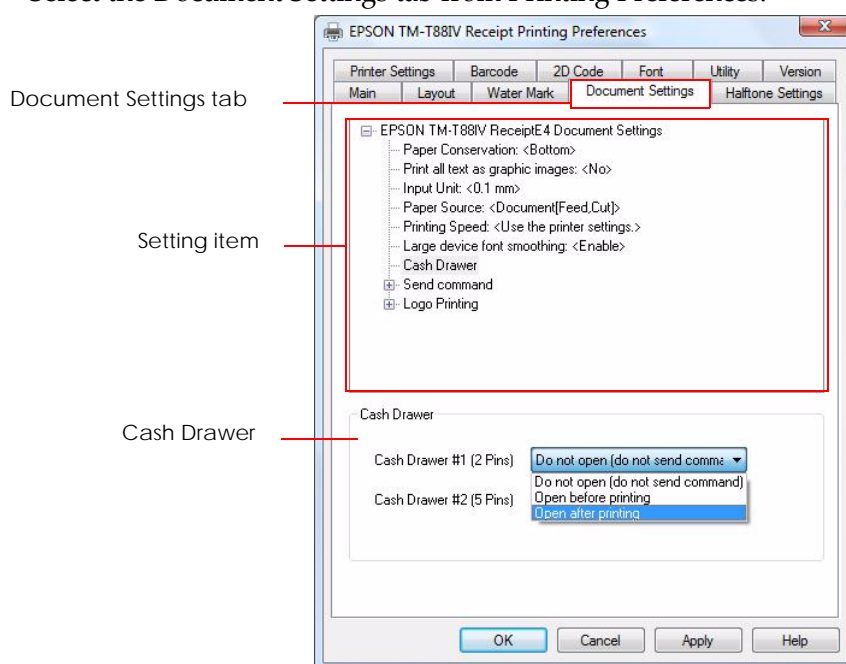 Select the Document Settings tab from Printing Preferences.
EPSON TM-T88IV Receipt Printing Preferences
Printer Settings Barcode 2D Code Font Utility Version
Document Settings tab
Main Layout Water Mark Document Settings Halftone Settings
EPSON TM-T88IV ReceiptE4 Document Settings
Paper Conservation: <Bottom>
Print all text as graphic images: <No>
Input Unit: <0.1 mm>
Paper Source: <Document[Feed,Cut]>
Printing Speed: <Use the printer settings.>
Setting item
Large device font smoothing: <Enable>
Cash Drawer
Send command
Logo Printing
Cash Drawer
Cash Drawer
Cash Drawer #1 (2 Pins) Do not open (do not send comma
Do not open (do not send command)
Cash Drawer #2 (5 Pins) Open before printing
Open after printing
OK Cancel Apply Help